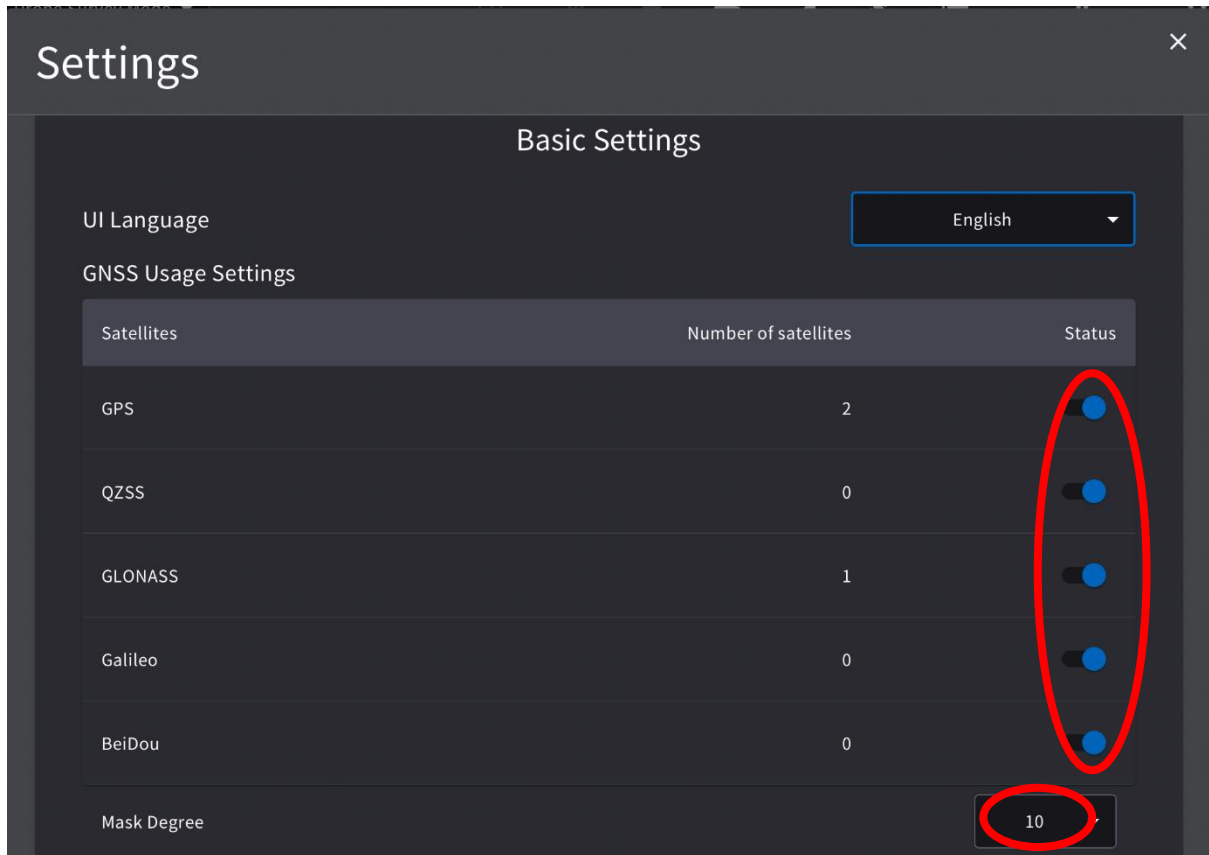 Settings
Basic Settings
UI Language English
GNSS Usage Settings
Satellites Number of satellites Status
GPS 2
QZSS 0
GLONASS 1
Galileo 0
BeiDou 0
Mask Degree 10